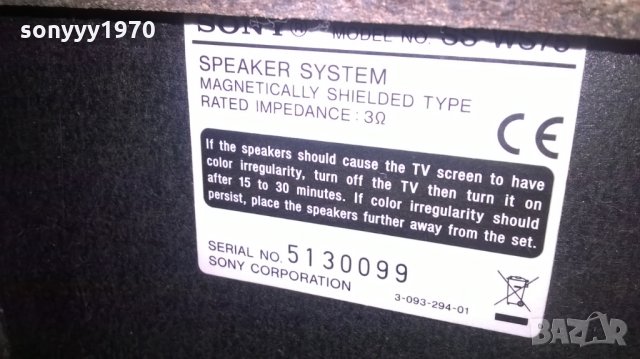 sonyyy1970
SONY® MODEL NO.
SPEAKER SYSTEM
MAGNETICALLY SHIELDED TYPE
RATED IMPEDANCE : 3Ω
CE
If the speakers should cause the TV screen to have
color irregularity, turn off the TV then turn it on
after 15 to 30 minutes. If color irregularity should
persist, place the speakers further away from the set.
SERIAL NO. 5130099
SONY CORPORATION
3-093-294-01
BAZAR